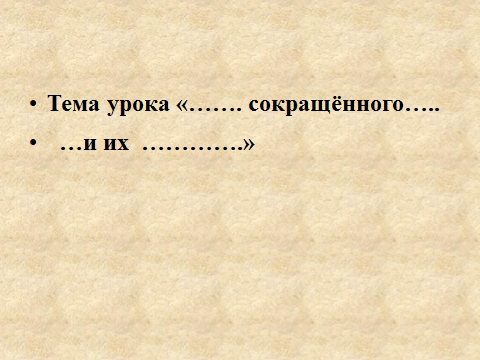 • Тема урока «……. сокращённого…..
• …и их ………….»